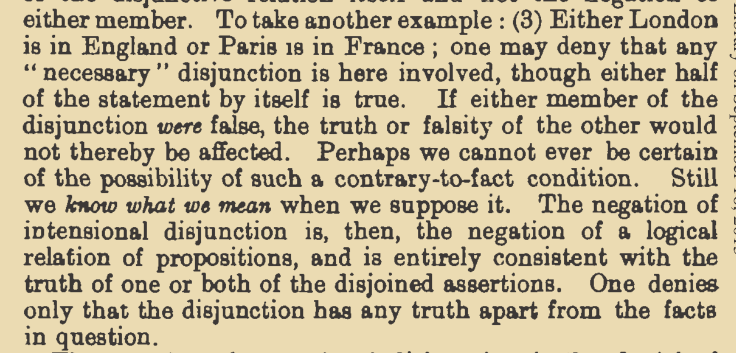 either member. To take another example : (3) Either London
is in England or Paris is in France ; one may deny that any
" necessary " disjunction is here involved, though either half
of the statement by itself is true. If either member of the
disjunction were false, the truth or falsity of the other would
not thereby be affected. Perhaps we cannot ever be certain
of the possibility of such a contrary-to-fact condition. Still
we know what we mean when we suppose it. The negation of
intensional disjunction is, then, the negation of a logical
relation of propositions, and is entirely consistent with the
truth of one or both of the disjoined assertions. One denies
only that the disjunction has any truth apart from the facts
in question.